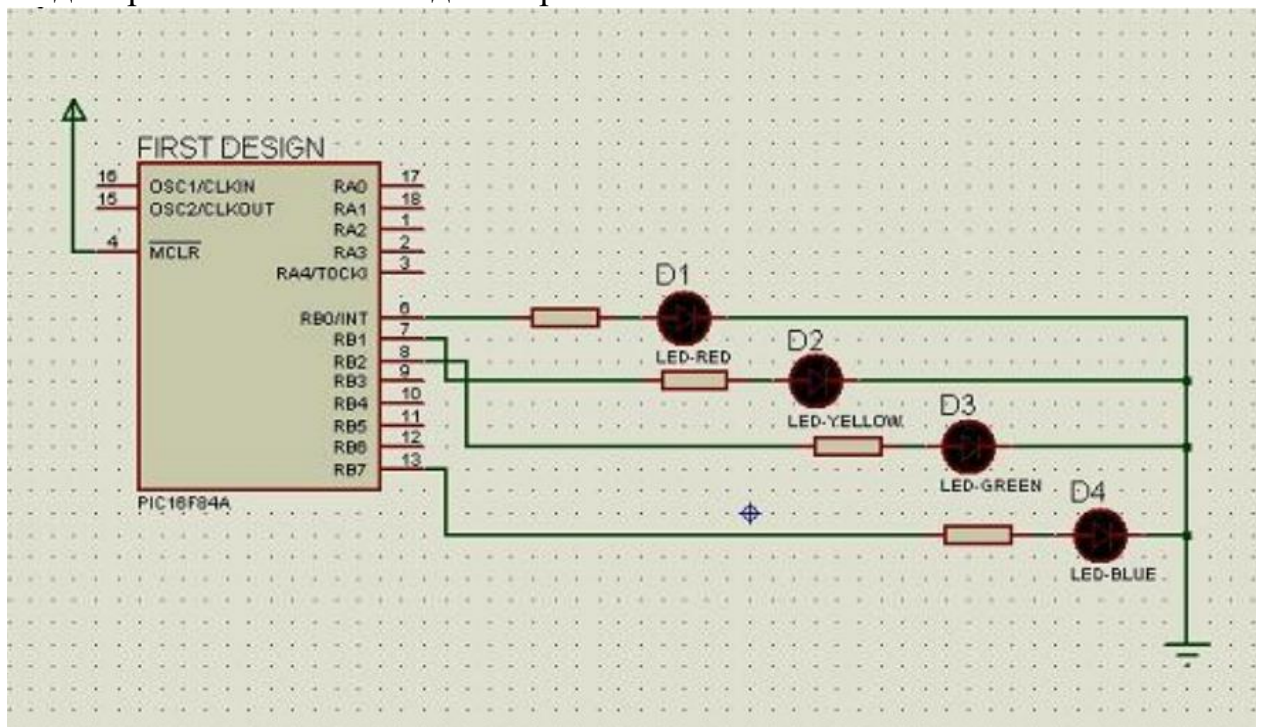 FIRST DESIGN
16 OSC1/CLKIN RA0 17
15 OSC2/CLKOUT RA1 18
RA2 1
4 MCLR RA3 2
RA4/T0CKI 3
RB0/INT 6
RB1 7
RB2 8
RB3 9
RB4 10
RB5 11
RB6 12
RB7 13
PIC16F84A
D1
LED-RED
D2
LED-YELLOW
D3
LED-GREEN
D4
LED-BLUE